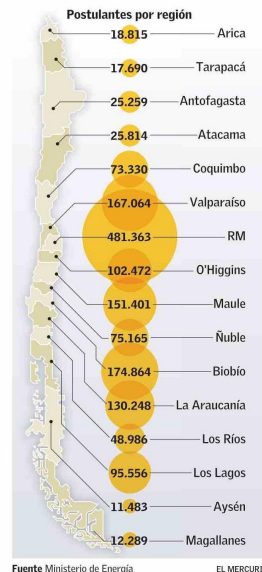 Postulantes por región
18.815 Arica
17.690 Tarapacá
25.259 Antofagasta
25.814 Atacama
73.330 Coquimbo
167.064 Valparaíso
481.363 RM
102.472 O'Higgins
151.401 Maule
75.165 Ñuble
174.864 Biobío
130.248 La Araucanía
48.986 Los Ríos
95.556 Los Lagos
11.483 Aysén
12.289 Magallanes
Fuente Ministerio de Energía EL MERCURI